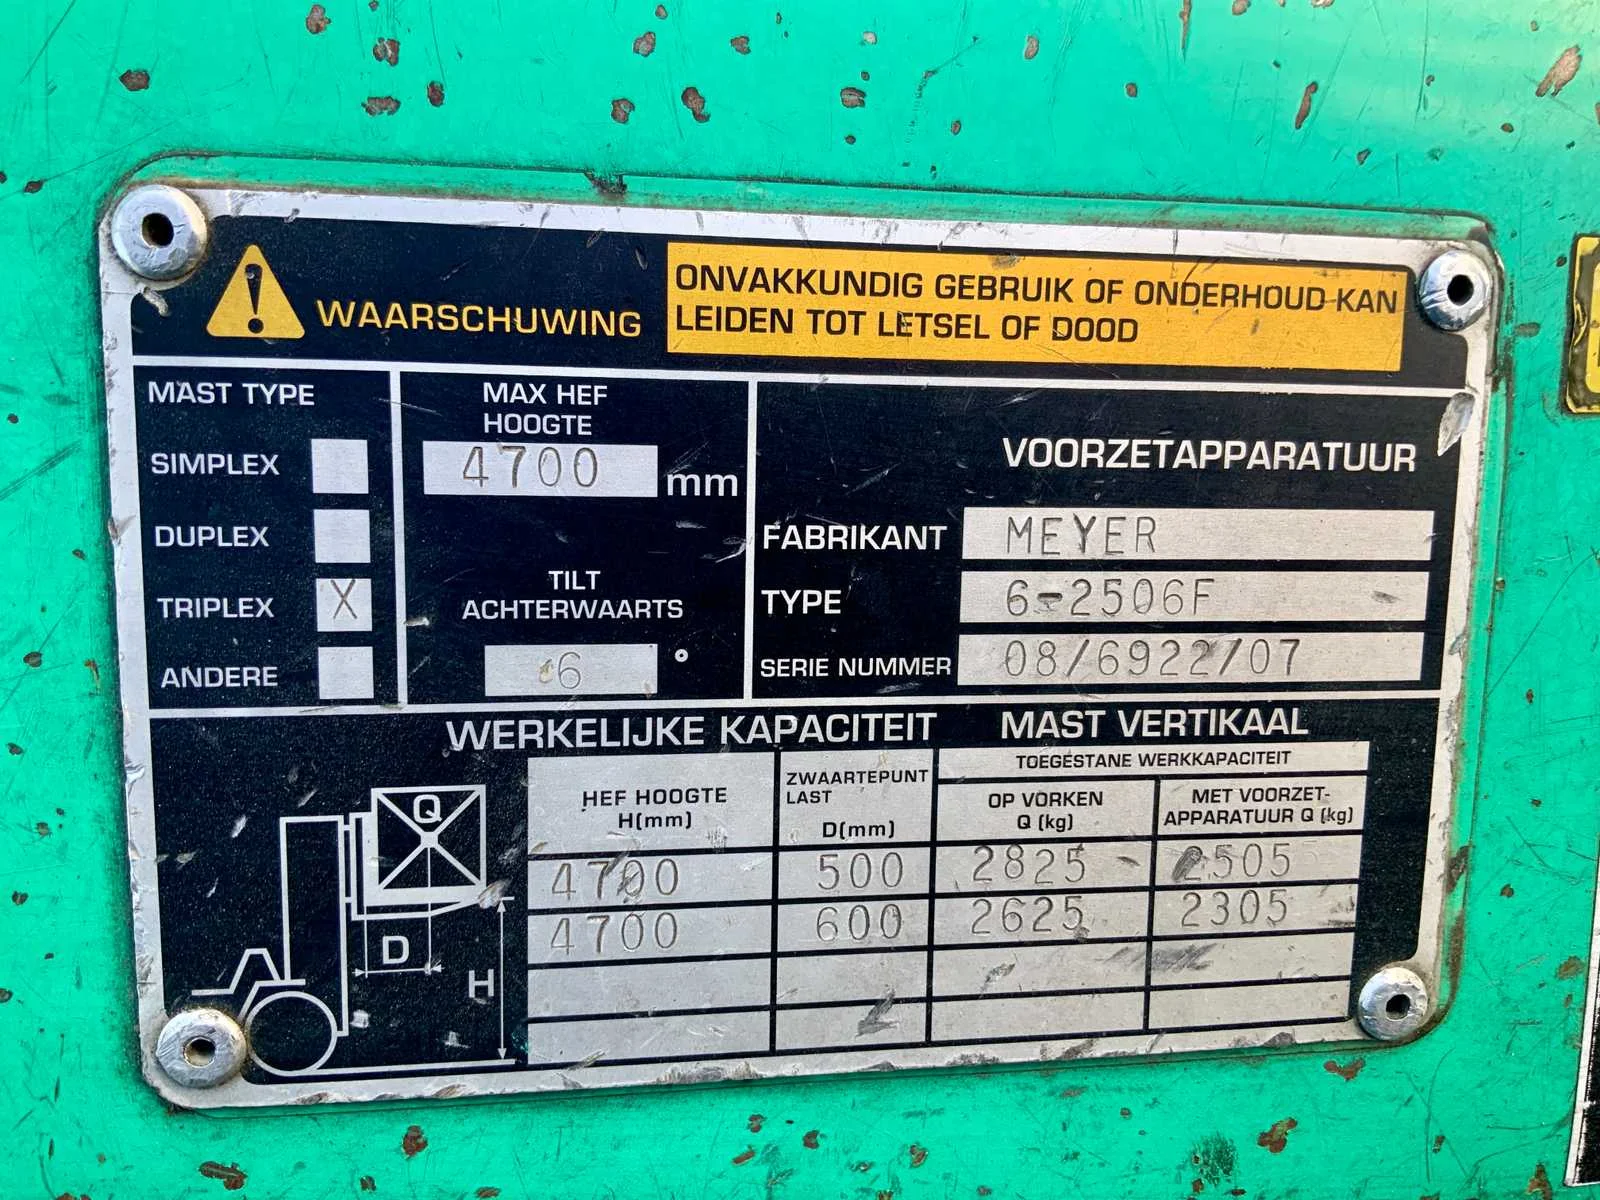 WAARSCHUWING
ONVAKKUNDIG GEBRUIK OF ONDERHOUD KAN
LEIDEN TOT LETSEL OF DOOD
MAST TYPE
SIMPLEX
DUPLEX
TRIPLEX X
ANDERE
MAX HEF
HOOGTE
4700 mm
TILT
ACHTERWAARTS
6 °
VOORZETAPPARATUUR
FABRIKANT MEYER
TYPE 6-2506F
SERIE NUMMER 08/6922/07
WERKELIJKE KAPACITEIT MAST VERTIKAAL
Q
D
H
HEF HOOGTE
H(mm)
ZWAARTEPUNT
LAST
D(mm)
TOEGESTANE WERKKAPACITEIT
OP VORKEN
Q (kg)
MET VOORZET-
APPARATUUR Q (kg)
4700 500 2825 2505
4700 600 2625 2305